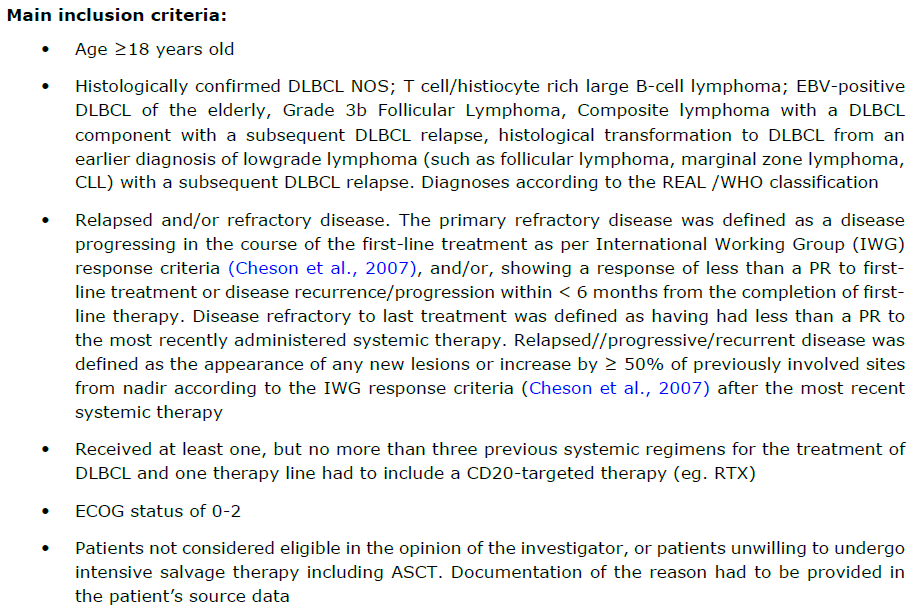 Main inclusion criteria:
• Age ≥18 years old
• Histologically confirmed DLBCL NOS; T cell/histiocyte rich large B-cell lymphoma; EBV-positive
DLBCL of the elderly, Grade 3b Follicular Lymphoma, Composite lymphoma with a DLBCL
component with a subsequent DLBCL relapse, histological transformation to DLBCL from an
earlier diagnosis of lowgrade lymphoma (such as follicular lymphoma, marginal zone lymphoma,
CLL) with a subsequent DLBCL relapse. Diagnoses according to the REAL /WHO classification
• Relapsed and/or refractory disease. The primary refractory disease was defined as a disease
progressing in the course of the first-line treatment as per International Working Group (IWG)
response criteria (Cheson et al., 2007), and/or, showing a response of less than a PR to first-
line treatment or disease recurrence/progression within < 6 months from the completion of first-
line therapy. Disease refractory to last treatment was defined as having had less than a PR to
the most recently administered systemic therapy. Relapsed//progressive/recurrent disease was
defined as the appearance of any new lesions or increase by ≥ 50% of previously involved sites
from nadir according to the IWG response criteria (Cheson et al., 2007) after the most recent
systemic therapy
• Received at least one, but no more than three previous systemic regimens for the treatment of
DLBCL and one therapy line had to include a CD20-targeted therapy (eg. RTX)
• ECOG status of 0-2
• Patients not considered eligible in the opinion of the investigator, or patients unwilling to undergo
intensive salvage therapy including ASCT. Documentation of the reason had to be provided in
the patient's source data